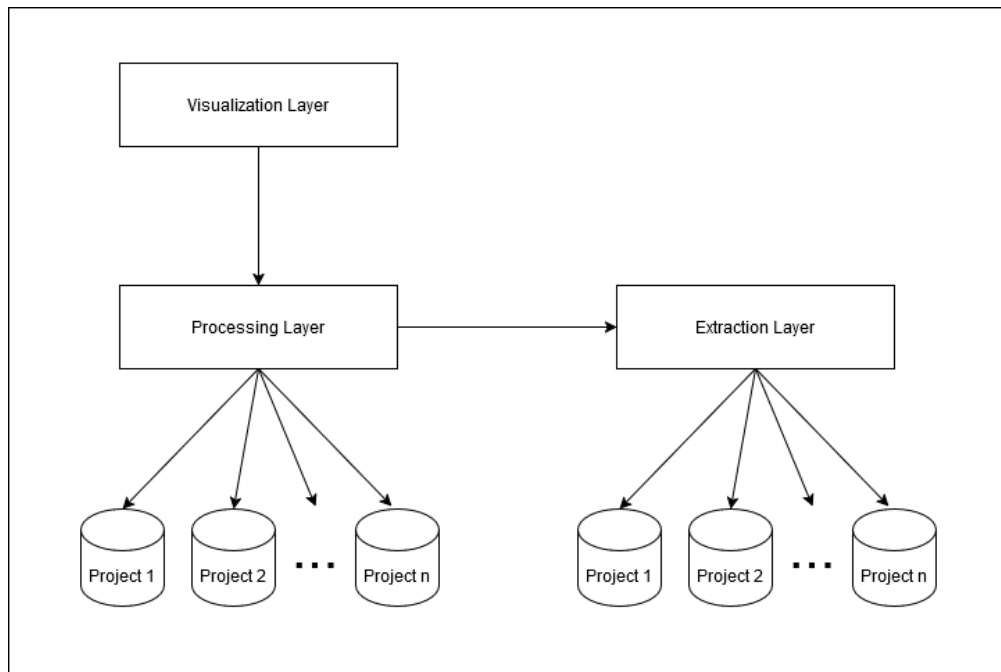 Visualization Layer
Processing Layer
Extraction Layer
Project 1
Project 2
...
Project n
Project 1
Project 2
...
Project n